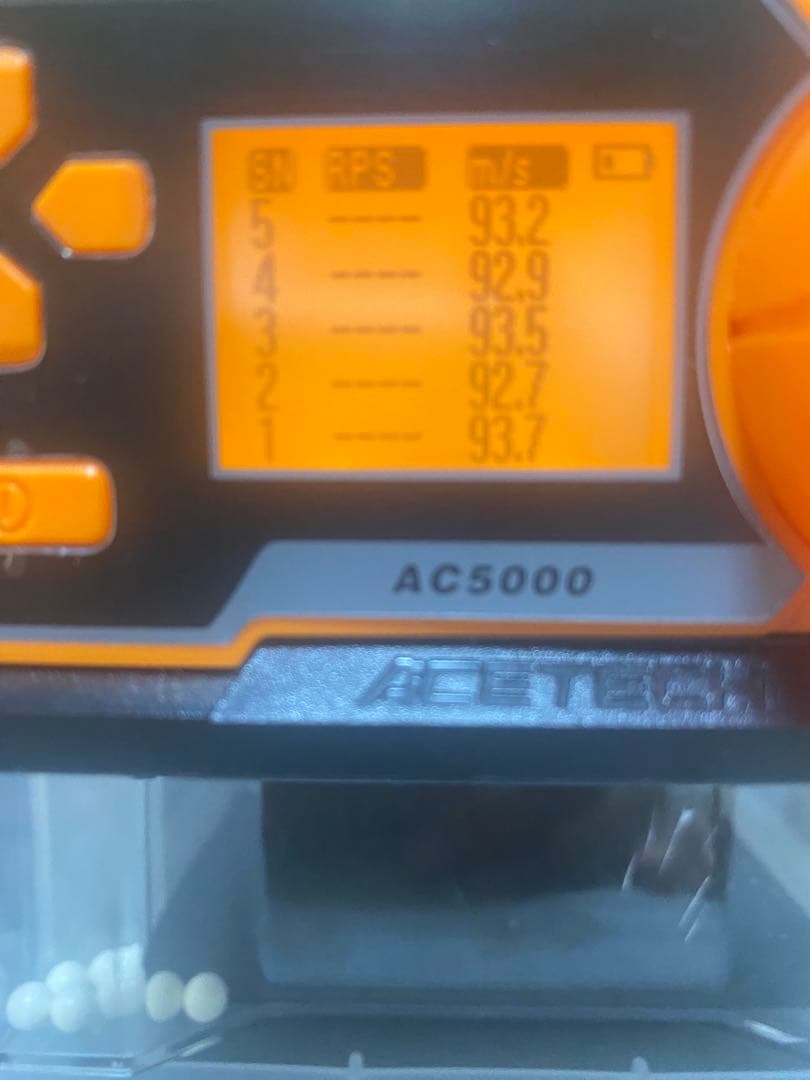 SN RPS m/s
5 ---- 93.2
4 ---- 92.9
3 ---- 93.5
2 ---- 92.7
1 ---- 93.7
AC5000
ACETECH